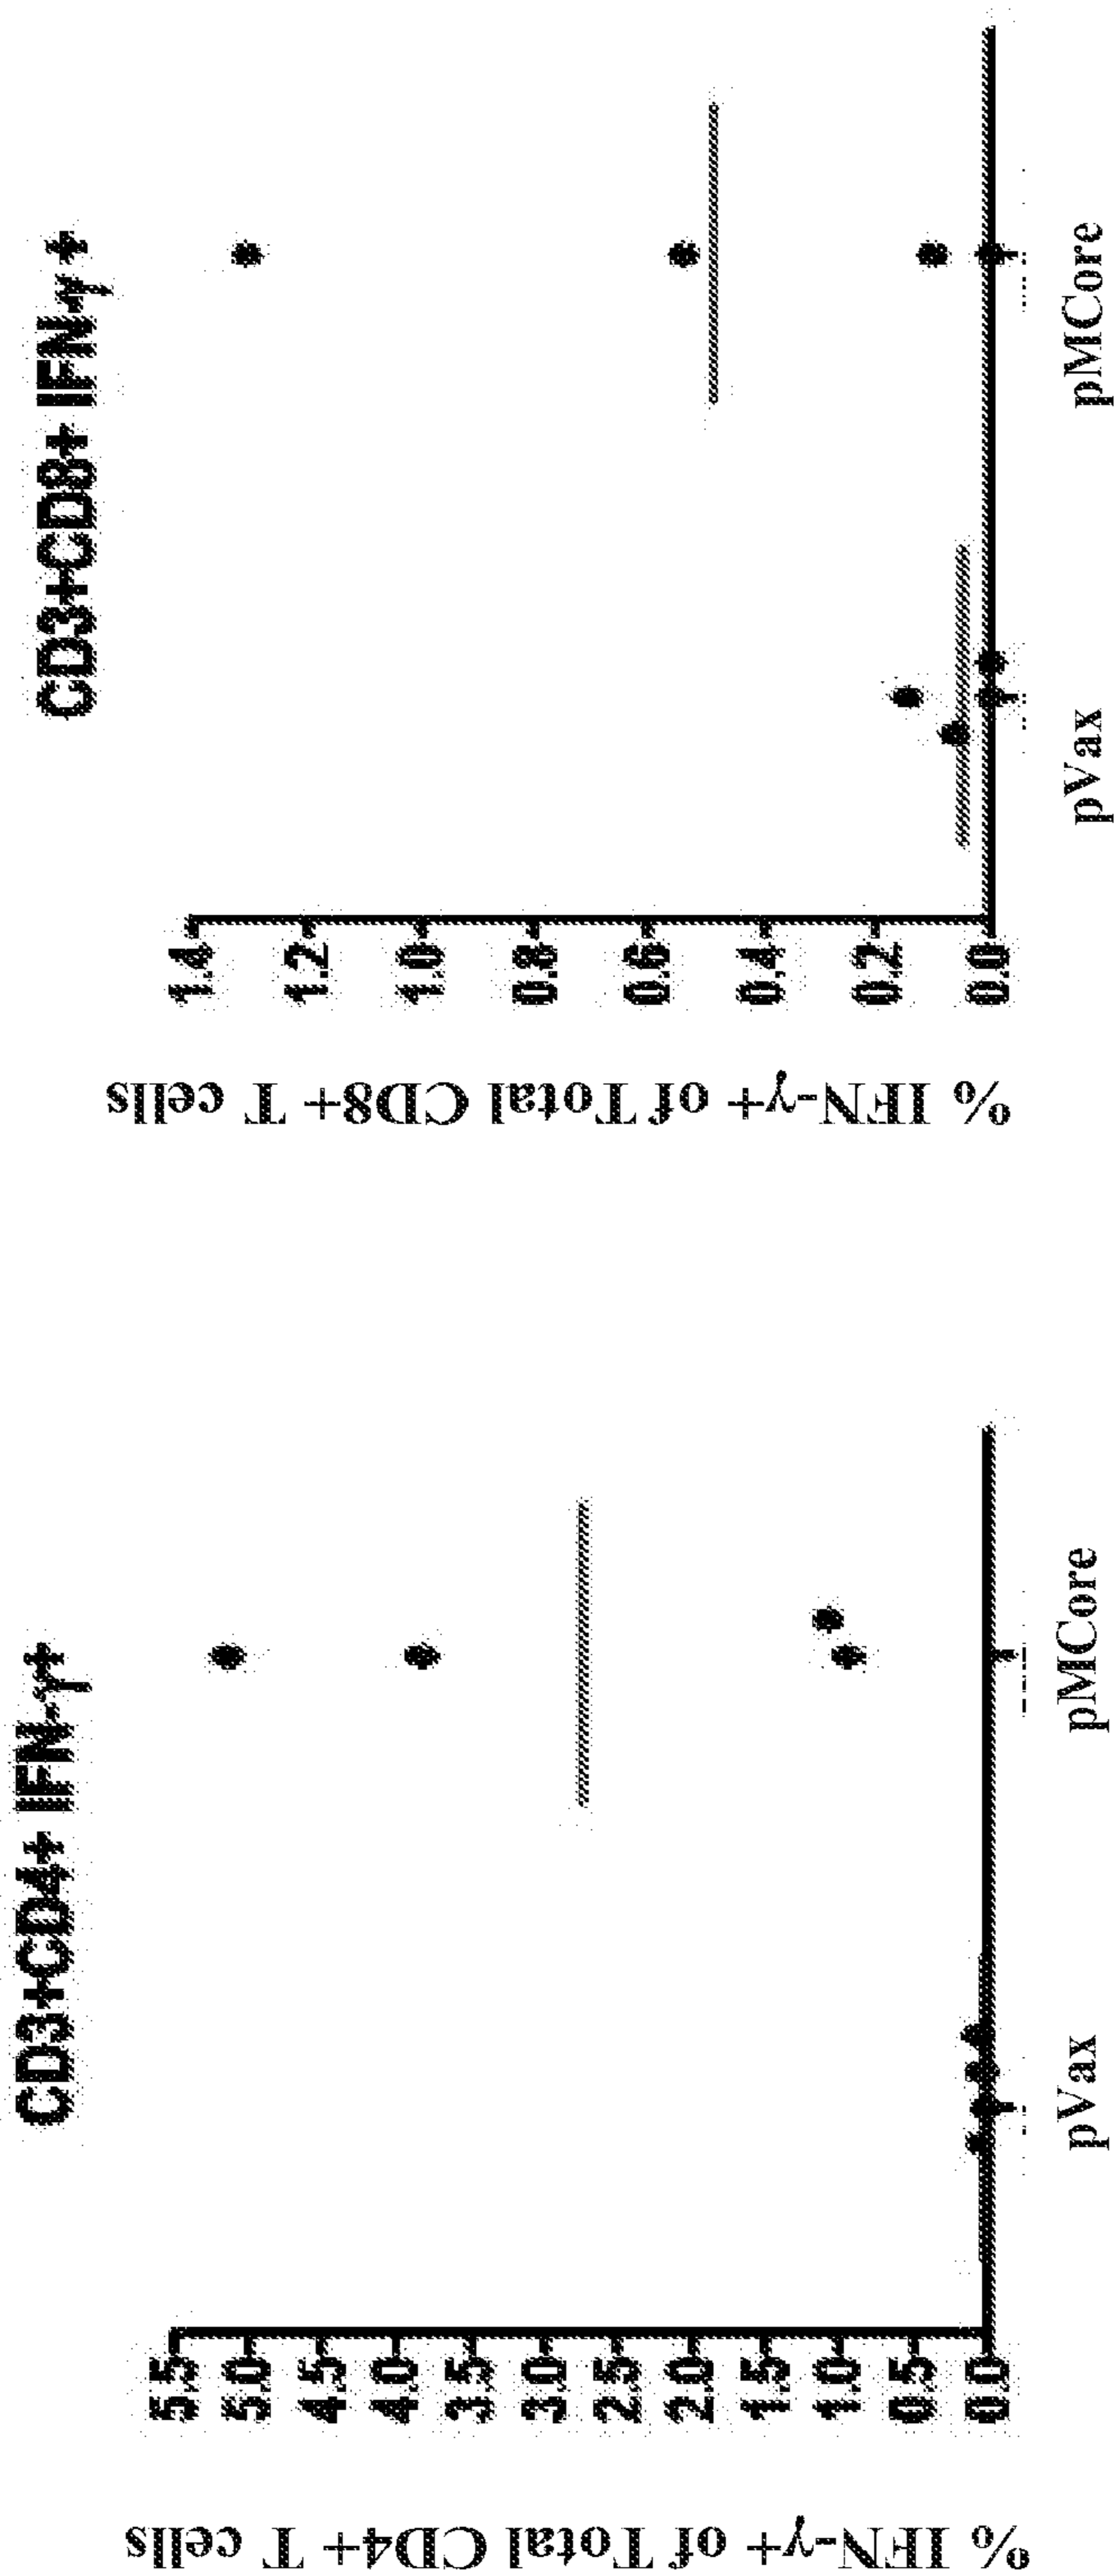 CD3+CD4+ IFN-γ+
% IFN-γ+ of Total CD4+ T cells
5.5
5.0
4.5
4.0
3.5
3.0
2.5
2.0
1.5
1.0
0.5
0.0
pVax
pMCore
CD3+CD8+ IFN-γ +
% IFN-γ+ of Total CD8+ T cells
1.4
1.2
1.0
0.8
0.6
0.4
0.2
0.0
pVax
pMCore